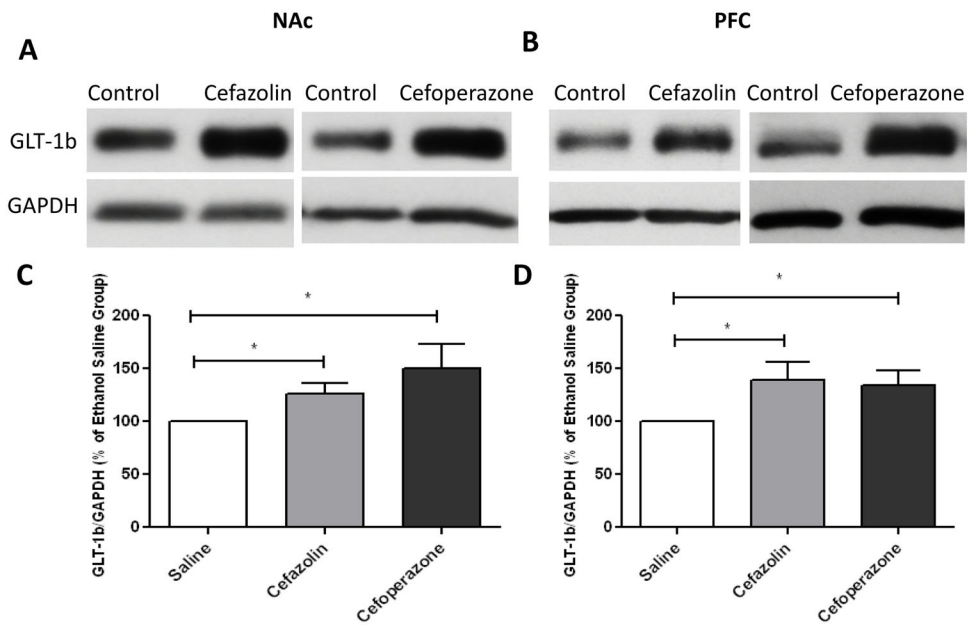 NAc PFC
A B
Control Cefazolin Control Cefoperazone Control Cefazolin Control Cefoperazone
GLT-1b
GAPDH
C D
GLT-1b/GAPDH (% of Ethanol Saline Group)
200
150
100
50
0
*
*
Saline
Cefazolin
Cefoperazone
GLT-1b/GAPDH (% of Ethanol Saline Group)
200
150
100
50
0
*
*
Saline
Cefazolin
Cefoperazone